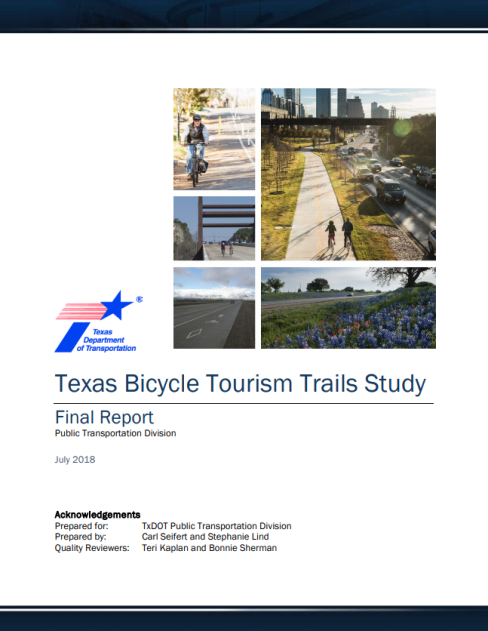 ®
Texas
Department
of Transportation
Texas Bicycle Tourism Trails Study
Final Report
Public Transportation Division
July 2018
Acknowledgements
Prepared for: TxDOT Public Transportation Division
Prepared by: Carl Seifert and Stephanie Lind
Quality Reviewers: Teri Kaplan and Bonnie Sherman